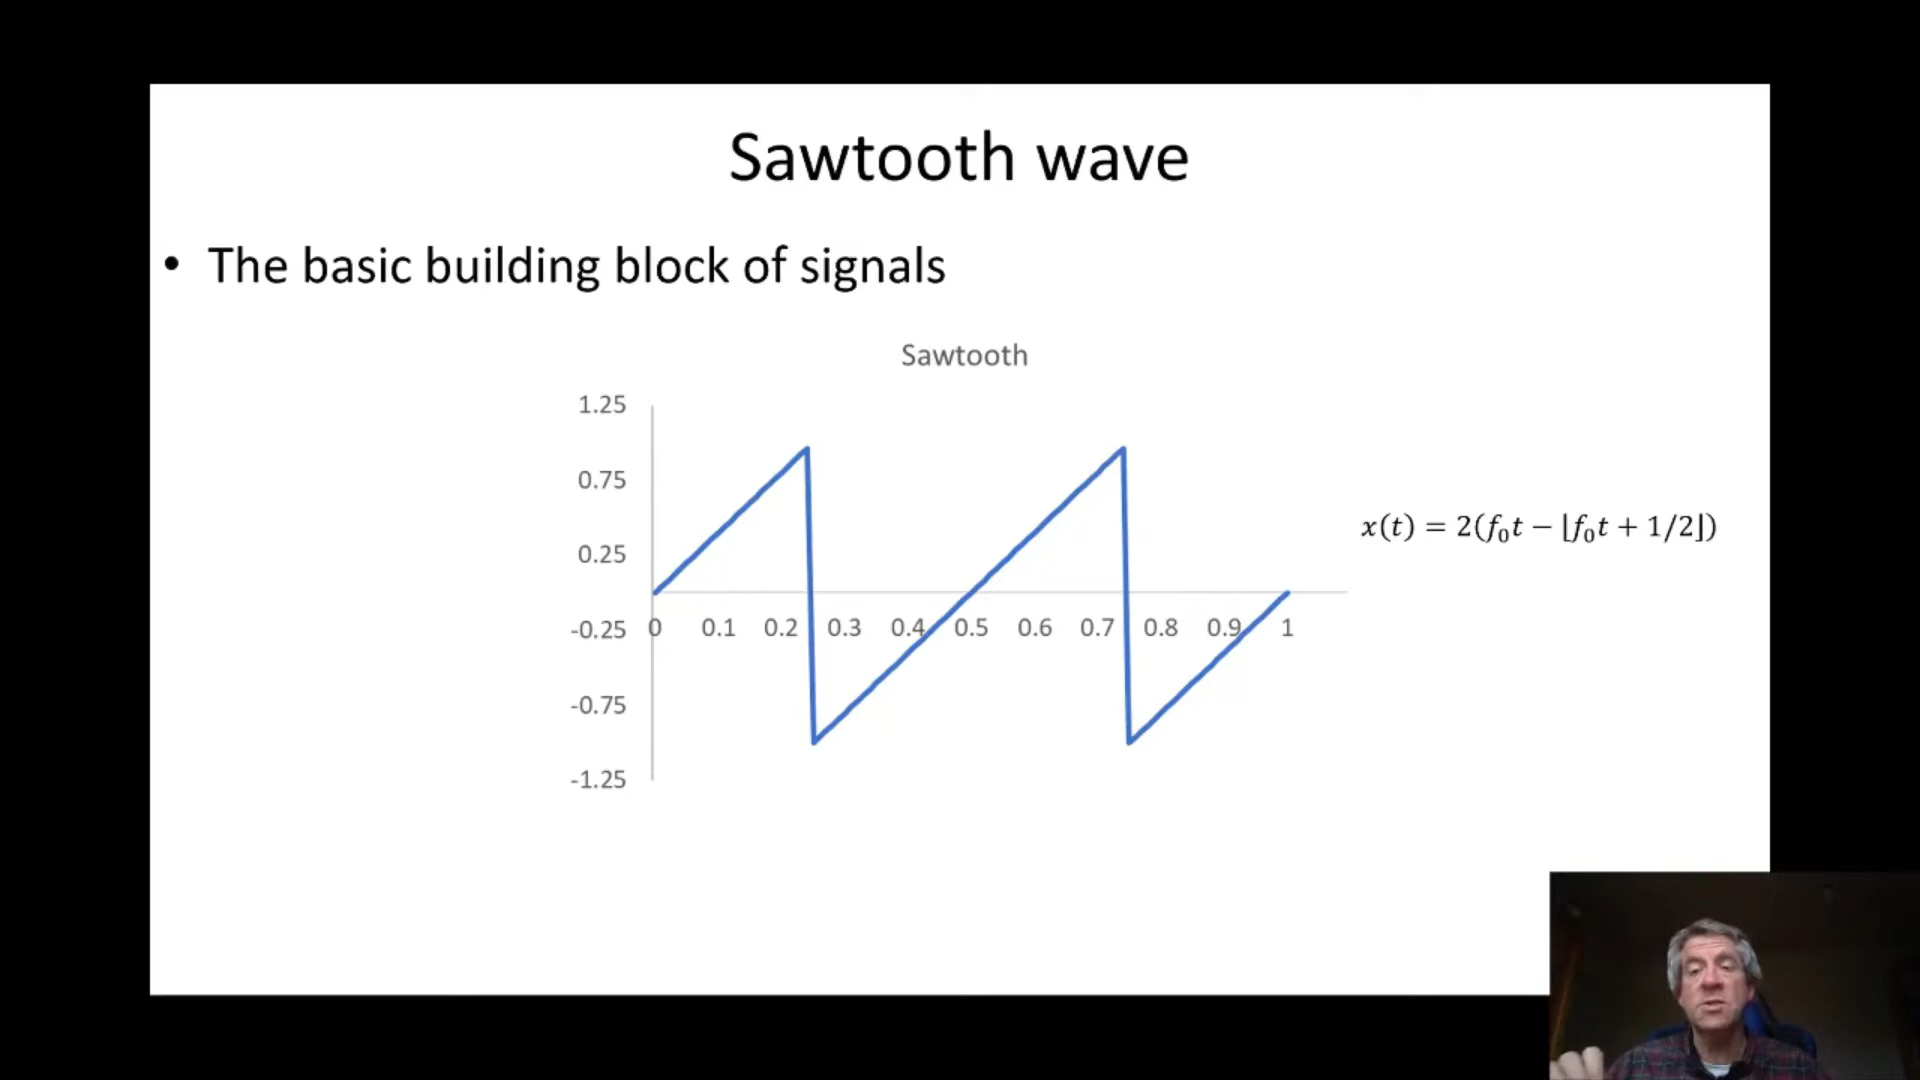 Sawtooth wave
• The basic building block of signals
Sawtooth
1.25
0.75
0.25
-0.25
-0.75
-1.25
0 0.1 0.2 0.3 0.4 0.5 0.6 0.7 0.8 0.9 1
x(t) = 2(f₀t − ⌊f₀t + 1/2⌋)